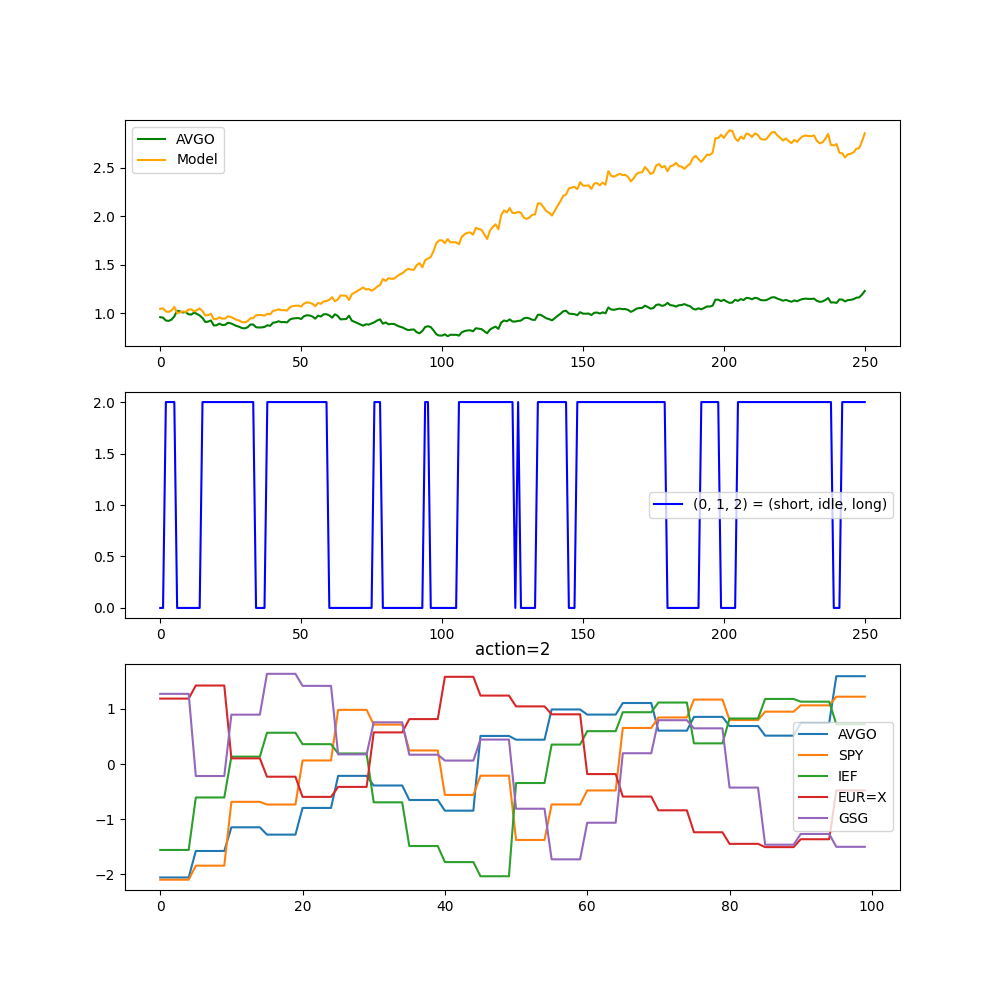 AVGO
Model
2.5
2.0
1.5
1.0
0 50 100 150 200 250
2.0
1.5
1.0
0.5
0.0
(0, 1, 2) = (short, idle, long)
0 50 100 150 200 250
action=2
1
0
−1
−2
AVGO
SPY
IEF
EUR=X
GSG
0 20 40 60 80 100